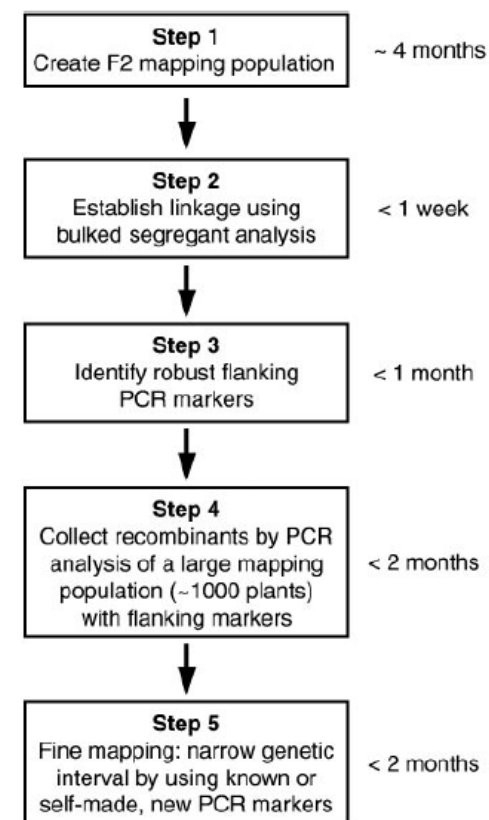 Step 1
Create F2 mapping population
~ 4 months
Step 2
Establish linkage using
bulked segregant analysis
< 1 week
Step 3
Identify robust flanking
PCR markers
< 1 month
Step 4
Collect recombinants by PCR
analysis of a large mapping
population (~1000 plants)
with flanking markers
< 2 months
Step 5
Fine mapping: narrow genetic
interval by using known or
self-made, new PCR markers
< 2 months